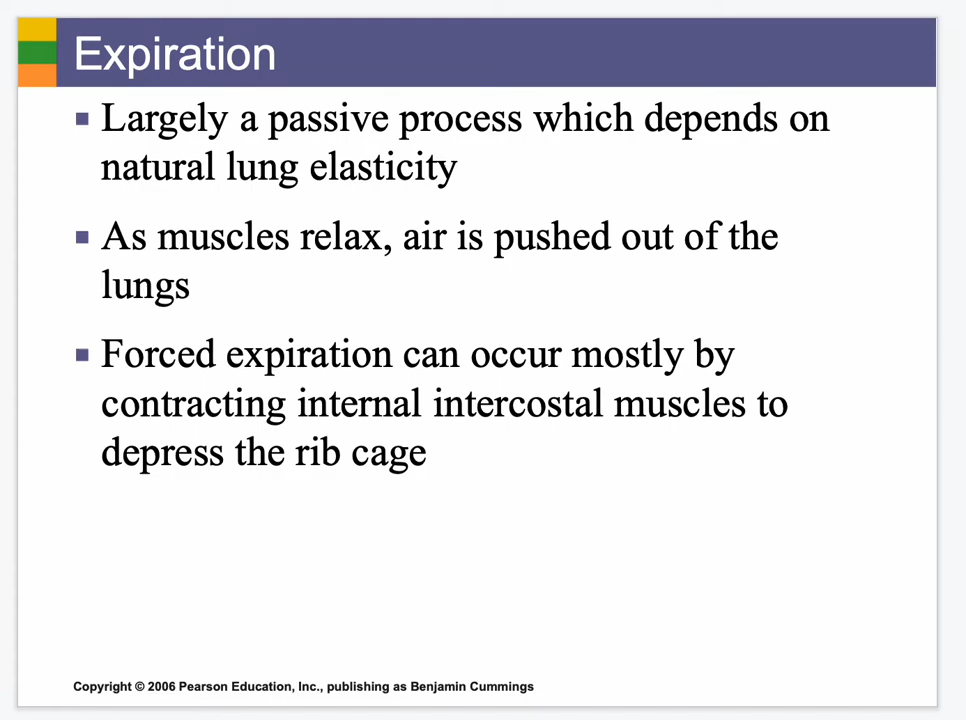 Expiration
Largely a passive process which depends on
natural lung elasticity
As muscles relax, air is pushed out of the
lungs
Forced expiration can occur mostly by
contracting internal intercostal muscles to
depress the rib cage
Copyright © 2006 Pearson Education, Inc., publishing as Benjamin Cummings